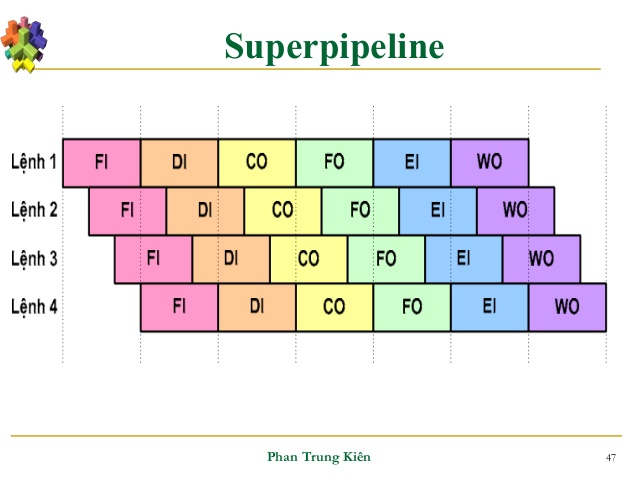 Superpipeline
Lệnh 1 FI DI CO FO EI WO
Lệnh 2 FI DI CO FO EI WO
Lệnh 3 FI DI CO FO EI WO
Lệnh 4 FI DI CO FO EI WO
Phan Trung Kiên 47